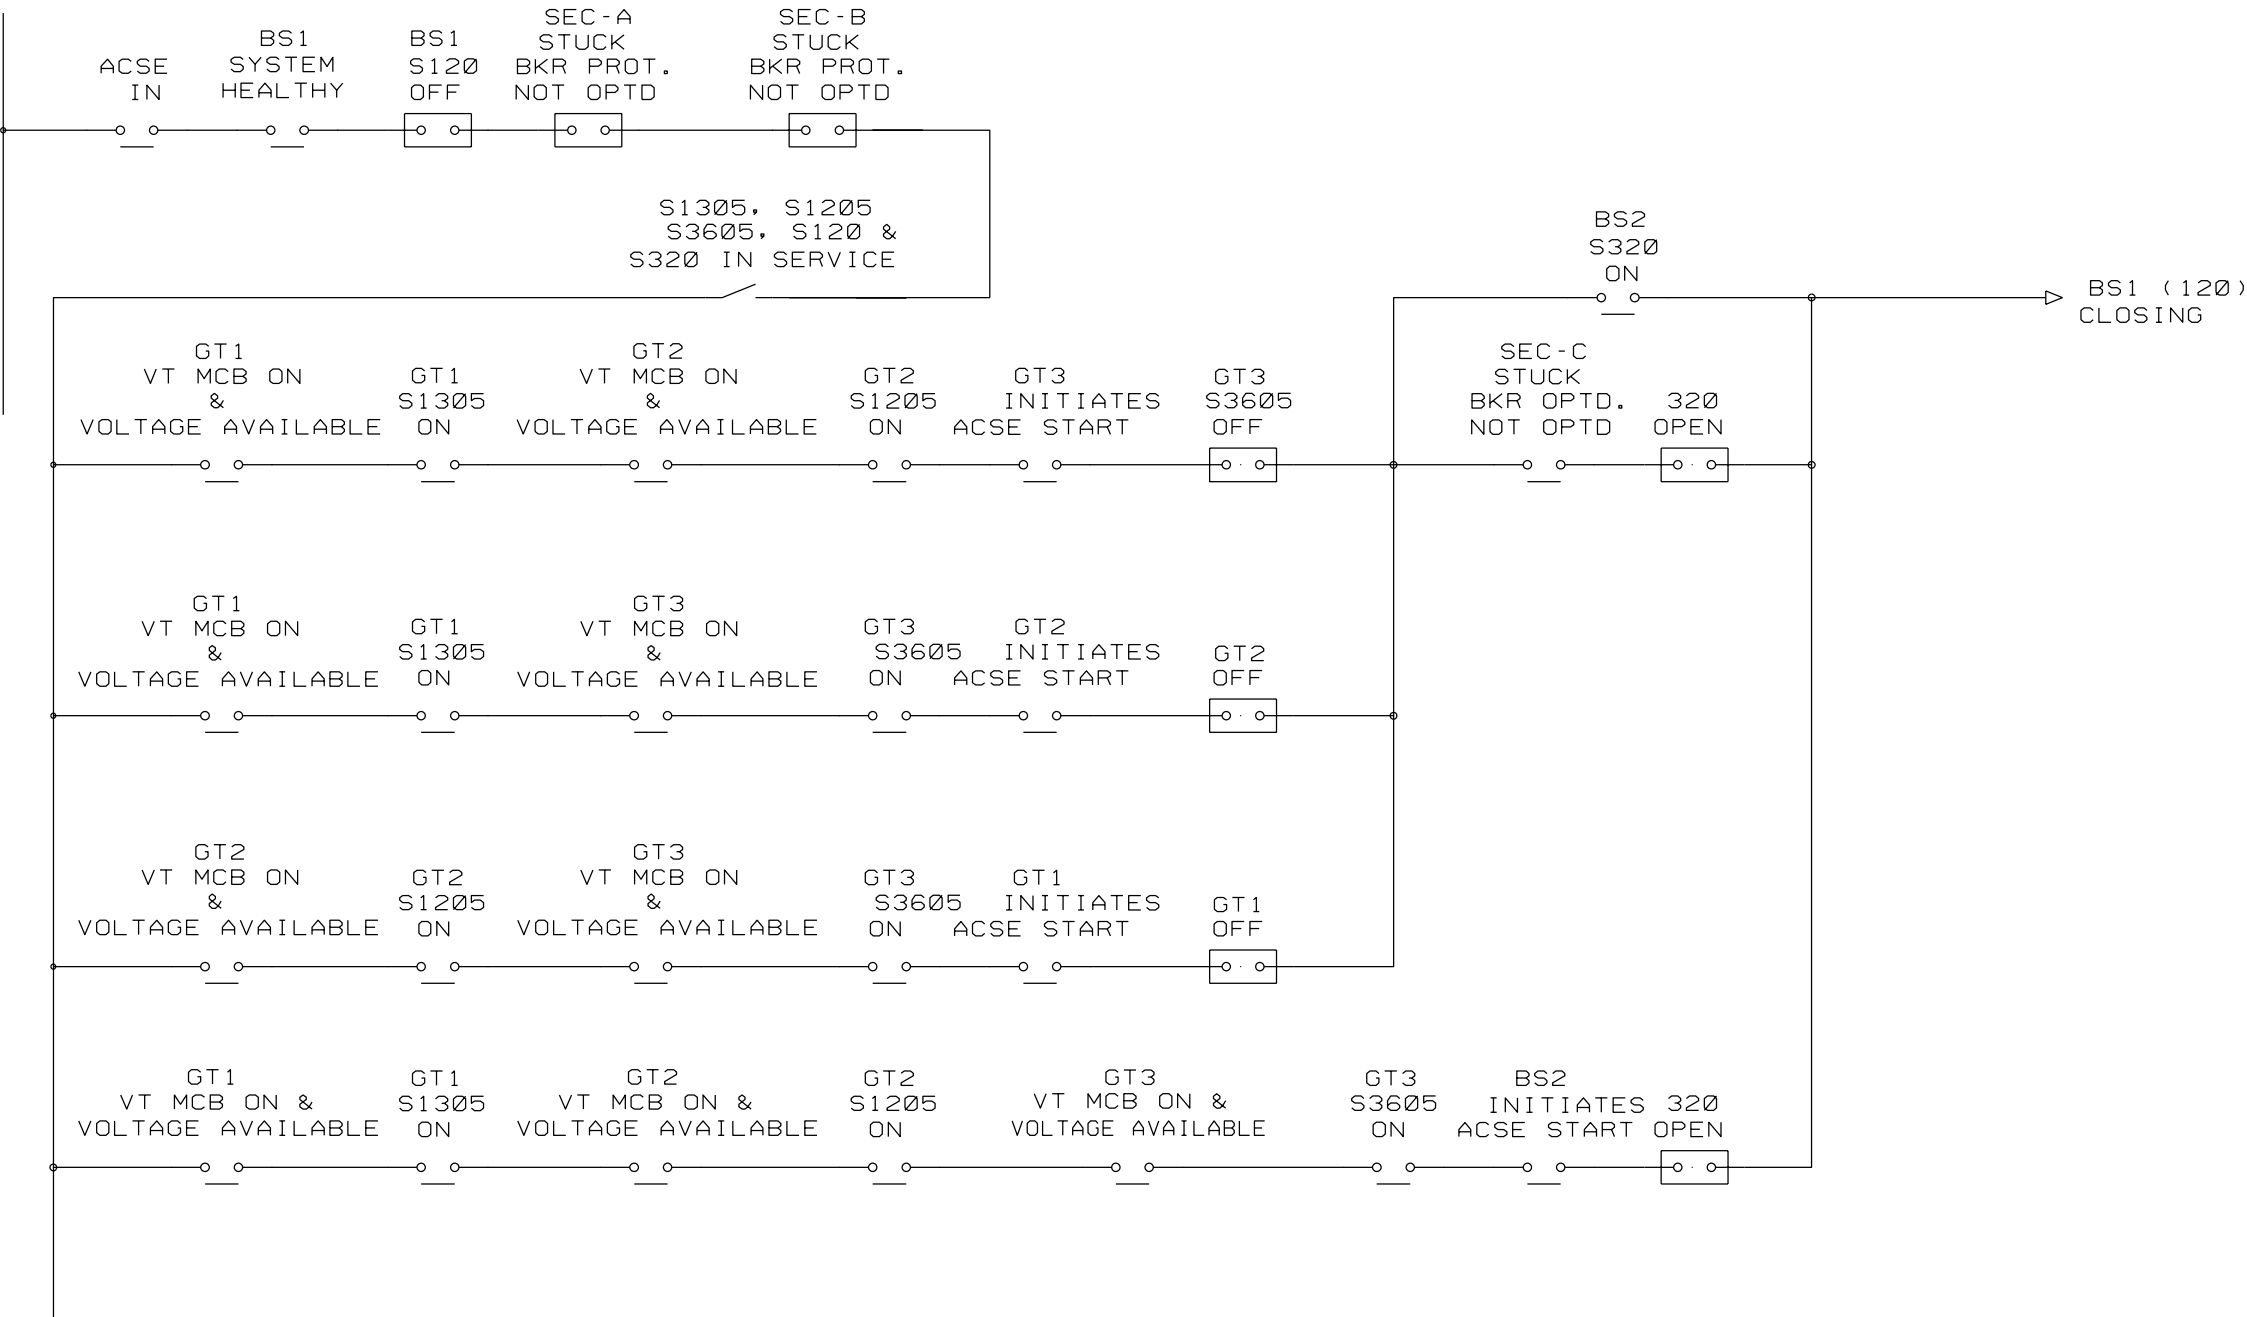 ACSE
IN
BS1
SYSTEM
HEALTHY
BS1
S120
OFF
SEC-A
STUCK
BKR PROT.
NOT OPTD
SEC-B
STUCK
BKR PROT.
NOT OPTD
S1305, S1205
S3605, S120 &
S320 IN SERVICE
BS2
S320
ON
BS1 (120)
CLOSING
GT1
VT MCB ON
&
VOLTAGE AVAILABLE
GT1
S1305
ON
GT2
VT MCB ON
&
VOLTAGE AVAILABLE
GT2
S1205
ON
GT3
INITIATES
ACSE START
GT3
S3605
OFF
SEC-C
STUCK
BKR OPTD.
NOT OPTD
320
OPEN
GT1
VT MCB ON
&
VOLTAGE AVAILABLE
GT1
S1305
ON
GT3
VT MCB ON
&
VOLTAGE AVAILABLE
GT3
S3605
ON
GT2
INITIATES
ACSE START
GT2
OFF
GT2
VT MCB ON
&
VOLTAGE AVAILABLE
GT2
S1205
ON
GT3
VT MCB ON
&
VOLTAGE AVAILABLE
GT3
S3605
ON
GT1
INITIATES
ACSE START
GT1
OFF
GT1
VT MCB ON &
VOLTAGE AVAILABLE
GT1
S1305
ON
GT2
VT MCB ON &
VOLTAGE AVAILABLE
GT2
S1205
ON
GT3
VT MCB ON &
VOLTAGE AVAILABLE
GT3
S3605
ON
BS2
INITIATES
ACSE START
320
OPEN